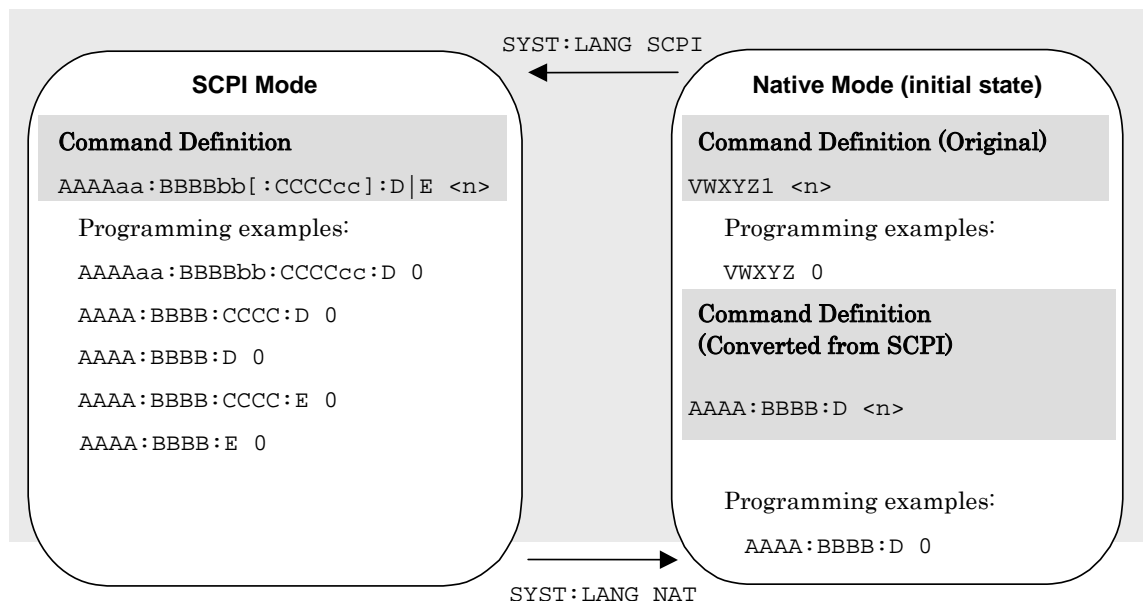 SYST:LANG SCPI
SCPI Mode
Command Definition
AAAAaa:BBBBbb[:CCCCcc]:D|E <n>
Programming examples:
AAAAaa:BBBBbb:CCCCcc:D 0
AAAA:BBBB:CCCC:D 0
AAAA:BBBB:D 0
AAAA:BBBB:CCCC:E 0
AAAA:BBBB:E 0
Native Mode (initial state)
Command Definition (Original)
VWXYZ1 <n>
Programming examples:
VWXYZ 0
Command Definition
(Converted from SCPI)
AAAA:BBBB:D <n>
Programming examples:
AAAA:BBBB:D 0
SYST:LANG NAT